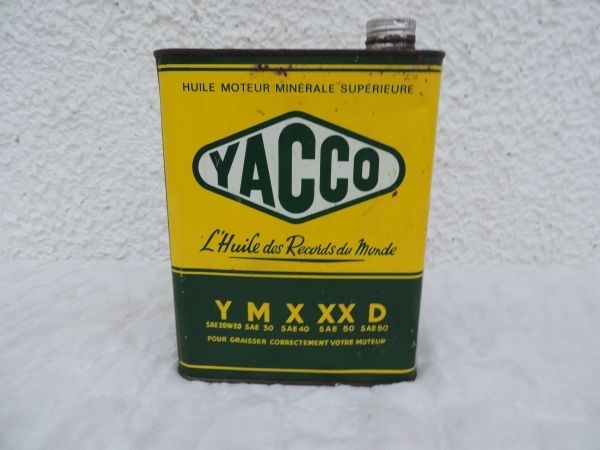 HUILE MOTEUR MINÉRALE SUPÉRIEURE
YACCO
L'Huile des Records du Monde
Y M X XX D
SAE20W20 SAE 30 SAE40 SAE 50 SAE50
POUR GRAISSER CORRECTEMENT VOTRE MOTEUR